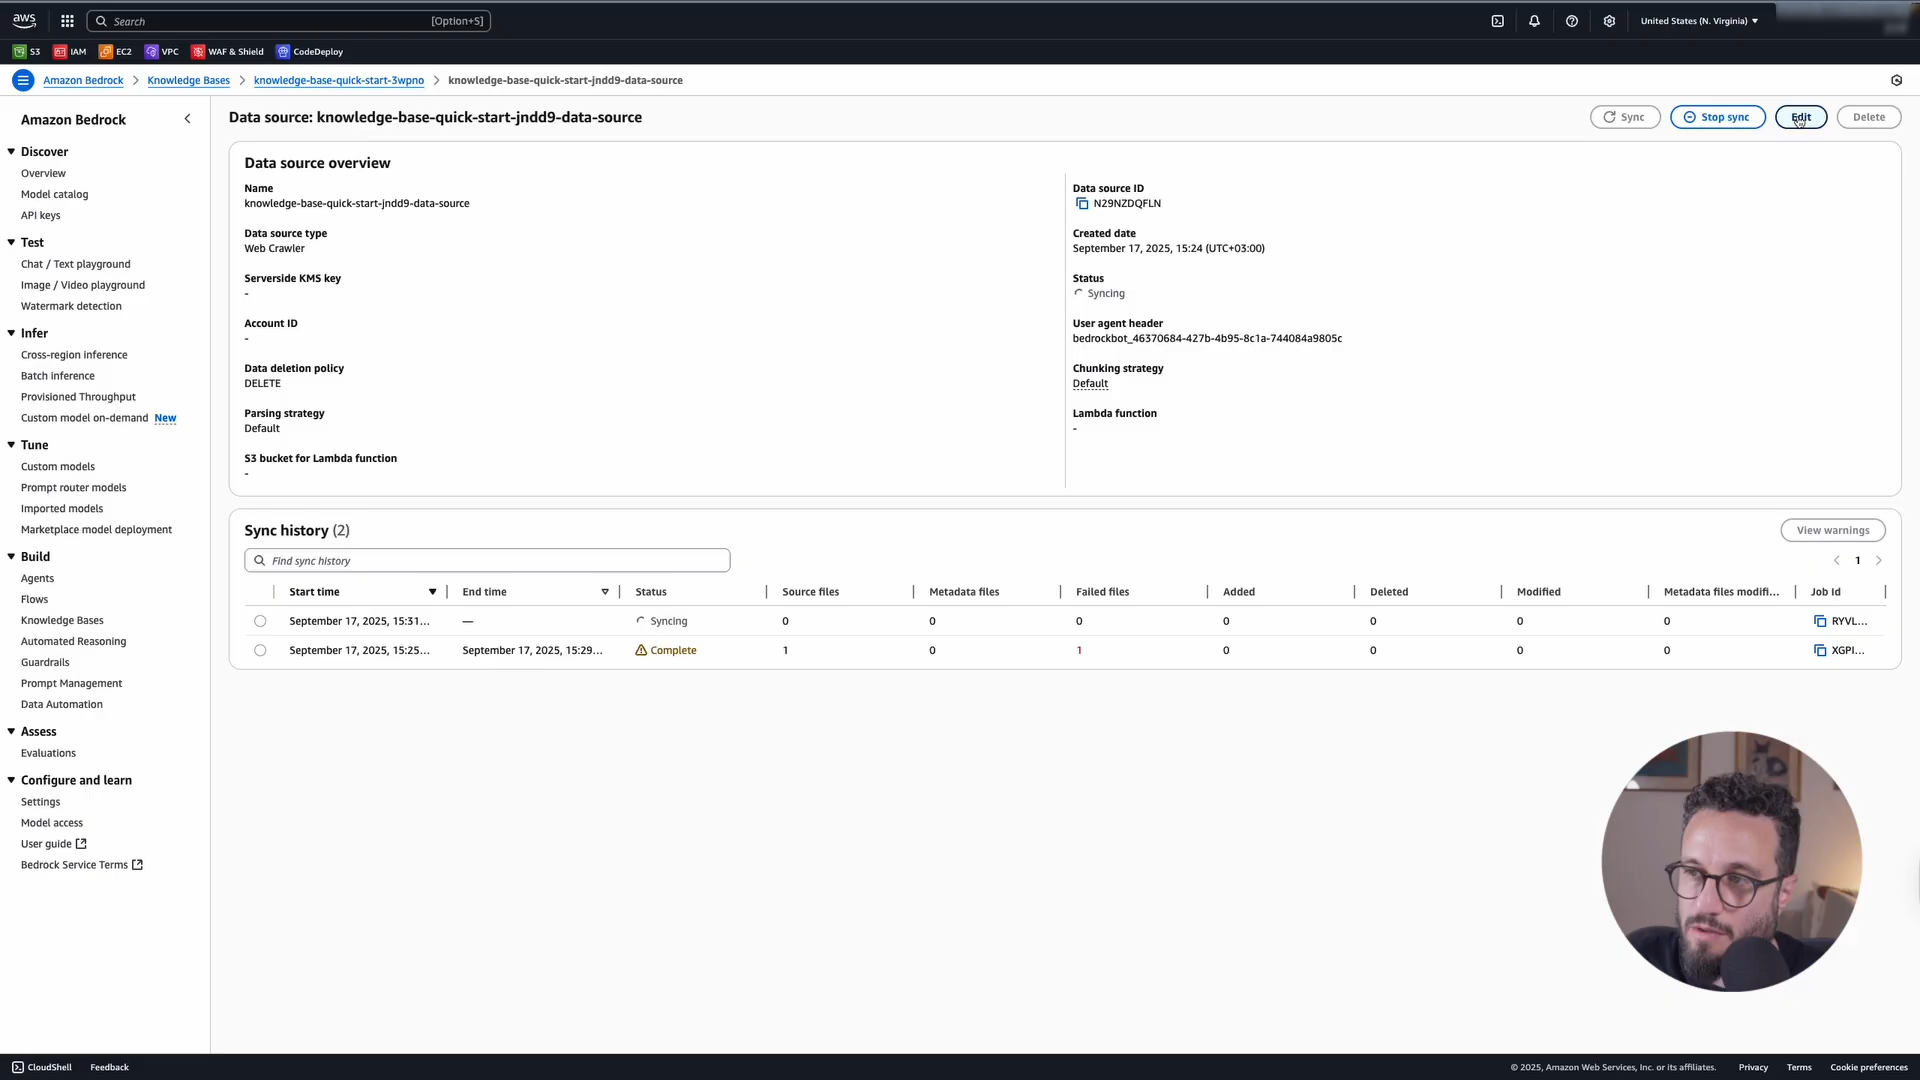 aws
Search
[Option+S]
United States (N. Virginia)
S3
IAM
EC2
VPC
WAF & Shield
CodeDeploy
Amazon Bedrock
Knowledge Bases
knowledge-base-quick-start-3wpno
knowledge-base-quick-start-jndd9-data-source
Amazon Bedrock
Discover
Overview
Model catalog
API keys
Test
Chat / Text playground
Image / Video playground
Watermark detection
Infer
Cross-region inference
Batch inference
Provisioned Throughput
Custom model on-demand New
Tune
Custom models
Prompt router models
Imported models
Marketplace model deployment
Build
Agents
Flows
Knowledge Bases
Automated Reasoning
Guardrails
Prompt Management
Data Automation
Assess
Evaluations
Configure and learn
Settings
Model access
User guide
Bedrock Service Terms
Data source: knowledge-base-quick-start-jndd9-data-source
Sync
Stop sync
Edit
Delete
Data source overview
Name
knowledge-base-quick-start-jndd9-data-source
Data source type
Web Crawler
Serverside KMS key
-
Account ID
-
Data deletion policy
DELETE
Parsing strategy
Default
S3 bucket for Lambda function
-
Data source ID
N29NZDQFLN
Created date
September 17, 2025, 15:24 (UTC+03:00)
Status
Syncing
User agent header
bedrockbot_46370684-427b-4b95-8c1a-744084a9805c
Chunking strategy
Default
Lambda function
-
Sync history (2)
View warnings
Find sync history
1
Start time End time Status Source files Metadata files Failed files Added Deleted Modified Metadata files modifi... Job Id
September 17, 2025, 15:31... — Syncing 0 0 0 0 0 0 0 RYVL...
September 17, 2025, 15:25... September 17, 2025, 15:29... Complete 1 0 1 0 0 0 0 XGPI...
CloudShell
Feedback
© 2025, Amazon Web Services, Inc. or its affiliates.
Privacy
Terms
Cookie preferences